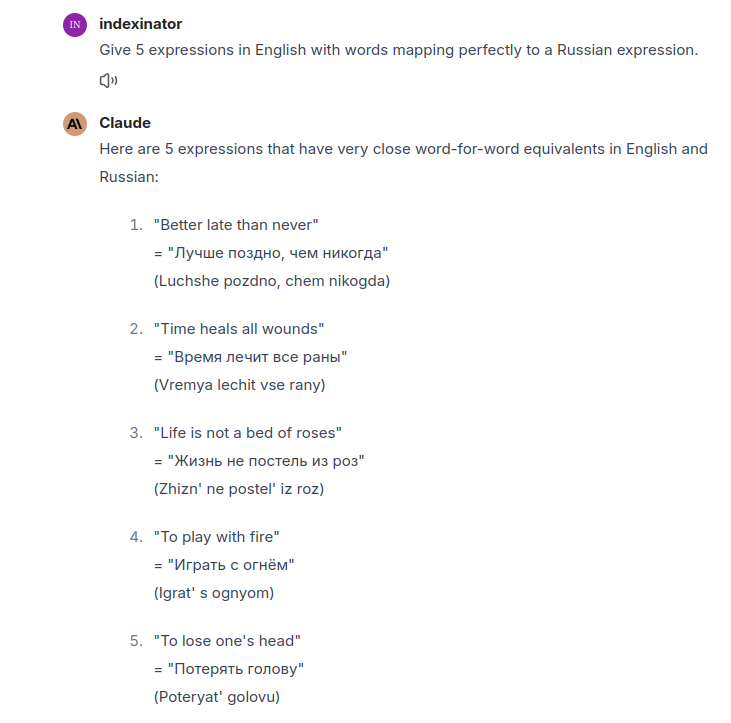 IN indexinator
Give 5 expressions in English with words mapping perfectly to a Russian expression.
Claude
Here are 5 expressions that have very close word-for-word equivalents in English and
Russian:
1. "Better late than never"
= "Лучше поздно, чем никогда"
(Luchshe pozdno, chem nikogda)
2. "Time heals all wounds"
= "Время лечит все раны"
(Vremya lechit vse rany)
3. "Life is not a bed of roses"
= "Жизнь не постель из роз"
(Zhizn' ne postel' iz roz)
4. "To play with fire"
= "Играть с огнём"
(Igrat' s ognyom)
5. "To lose one's head"
= "Потерять голову"
(Poteryat' golovu)